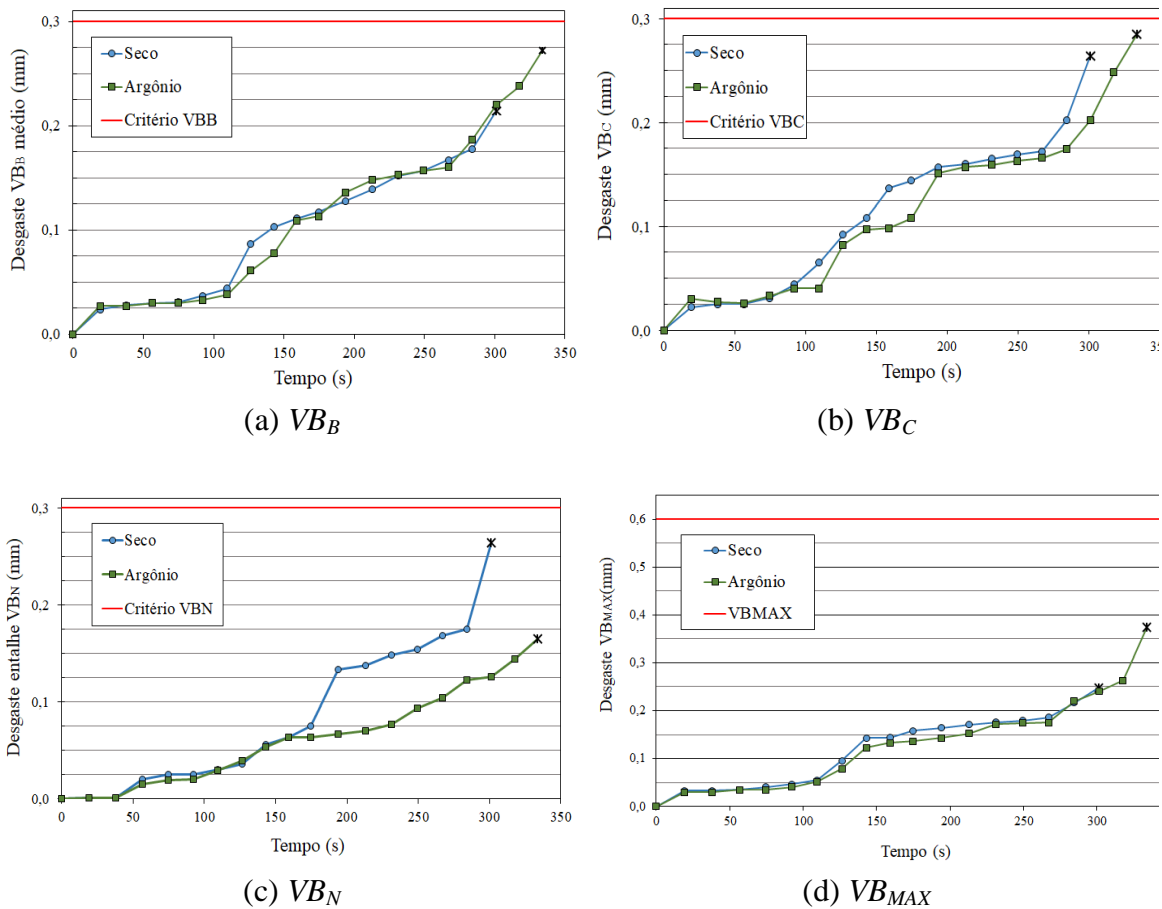 Desgaste VBB médio (mm)
0,3
0,2
0,1
0,0
Seco
Argônio
Critério VBB
0 50 100 150 200 250 300 350
Tempo (s)
(a) VBB
Desgaste VBC (mm)
0,3
0,2
0,1
0,0
Seco
Argônio
Critério VBC
0 50 100 150 200 250 300 350
Tempo (s)
(b) VBC
Desgaste entalhe VBN (mm)
0,3
0,2
0,1
0,0
Seco
Argônio
Critério VBN
0 50 100 150 200 250 300 350
Tempo (s)
(c) VBN
Desgaste VBMAX(mm)
0,6
0,5
0,4
0,3
0,2
0,1
0,0
Seco
Argônio
VBMAX
0 50 100 150 200 250 300
Tempo (s)
(d) VBMAX